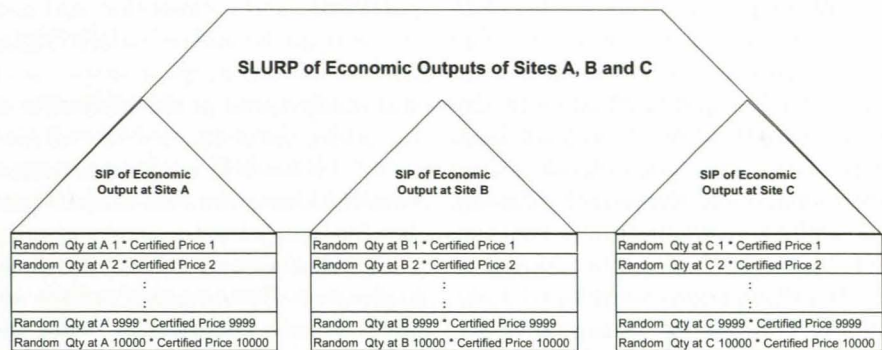 SLURP of Economic Outputs of Sites A, B and C
SIP of Economic
Output at Site A
SIP of Economic
Output at Site B
SIP of Economic
Output at Site C
Random Qty at A 1 * Certified Price 1
Random Qty at A 2 * Certified Price 2
⋮
Random Qty at A 9999 * Certified Price 9999
Random Qty at A 10000 * Certified Price 10000
Random Qty at B 1 * Certified Price 1
Random Qty at B 2 * Certified Price 2
⋮
Random Qty at B 9999 * Certified Price 9999
Random Qty at B 10000 * Certified Price 10000
Random Qty at C 1 * Certified Price 1
Random Qty at C 2 * Certified Price 2
⋮
Random Qty at C 9999 * Certified Price 9999
Random Qty at C 10000 * Certified Price 10000